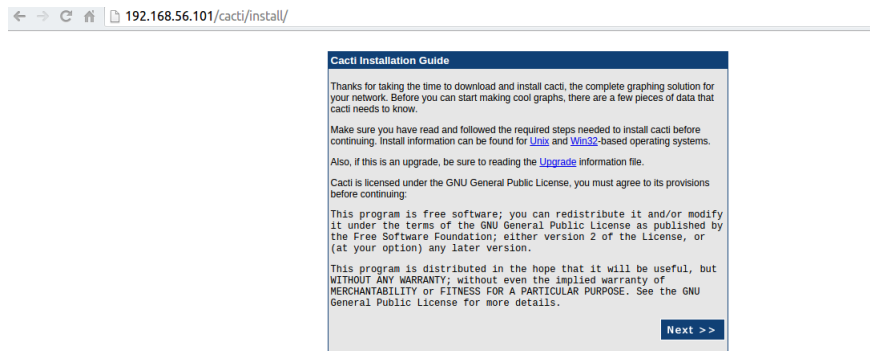 192.168.56.101/cacti/install/
Cacti Installation Guide
Thanks for taking the time to download and install cacti, the complete graphing solution for
your network. Before you can start making cool graphs, there are a few pieces of data that
cacti needs to know.
Make sure you have read and followed the required steps needed to install cacti before
continuing. Install information can be found for Unix and Win32-based operating systems.
Also, if this is an upgrade, be sure to reading the Upgrade information file.
Cacti is licensed under the GNU General Public License, you must agree to its provisions
before continuing:
This program is free software; you can redistribute it and/or modify
it under the terms of the GNU General Public License as published by
the Free Software Foundation; either version 2 of the License, or
(at your option) any later version.
This program is distributed in the hope that it will be useful, but
WITHOUT ANY WARRANTY; without even the implied warranty of
MERCHANTABILITY or FITNESS FOR A PARTICULAR PURPOSE. See the GNU
General Public License for more details.
Next >>